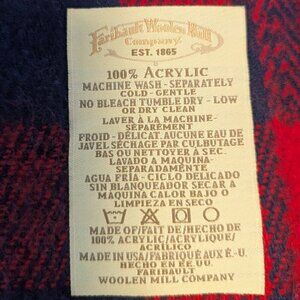 Faribault Woolen Mill
Company
EST. 1865
100% ACRYLIC
MACHINE WASH - SEPARATELY
COLD - GENTLE
NO BLEACH TUMBLE DRY - LOW
OR DRY CLEAN
LAVER A LA MACHINE-
SÉPARÉMENT
FROID - DÉLICAT AUCUNE EAU DE
JAVEL SÉCHAGE PAR CULBUTAGE
BAS OU NETTOYER A SEC
LAVADO A MAQUINA-
SEPARADAMENTE
AGUA FRIA - CICLO DELICADO
SIN BLANQUEADOR SECAR A
MAQUINA CALOR BAJO O
LIMPIEZA EN SECO
MADE OF/FAIT DE/HECHO DE
100% ACRYLIC/ACRYLIQUE/
ACRÍLICO
MADE IN USA/FABRIQUÉ AUX É.-U.
HECHO EN EE.UU.
FARIBAULT
WOOLEN MILL COMPANY